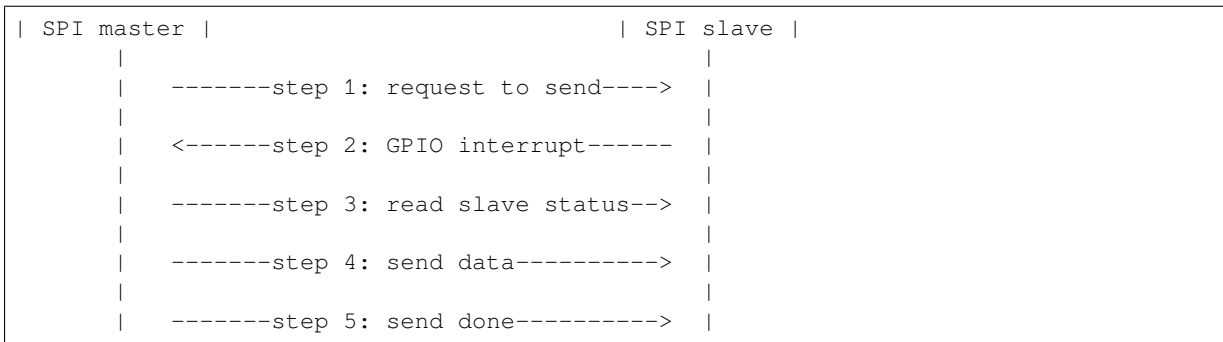 | SPI master |                                | SPI slave |
      |                                              |
      |   -------step 1: request to send---->  |
      |                                              |
      |   <------step 2: GPIO interrupt------  |
      |                                              |
      |   -------step 3: read slave status-->  |
      |                                              |
      |   -------step 4: send data---------->  |
      |                                              |
      |   -------step 5: send done---------->  |